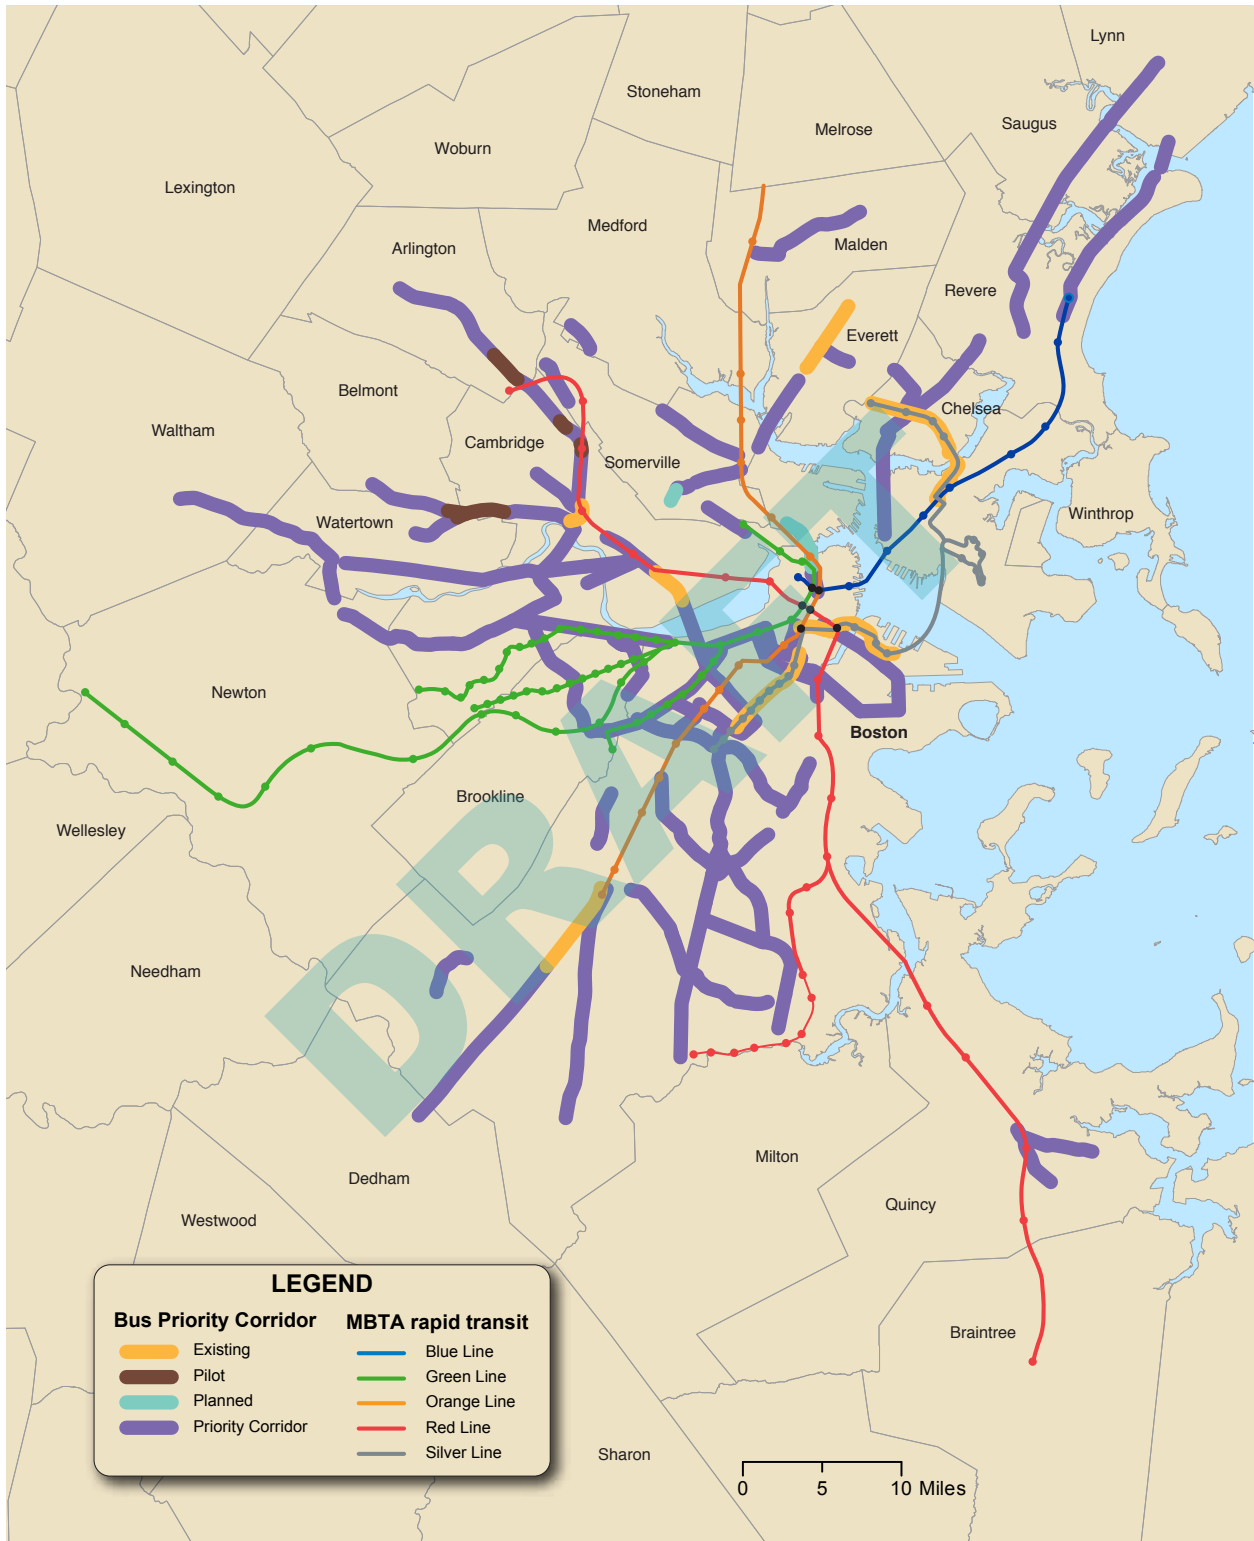 Lynn
Stoneham
Saugus
Melrose
Woburn
Lexington
Medford
Arlington
Malden
Revere
Everett
Belmont
Chelsea
Waltham
Cambridge
Somerville
Watertown
Winthrop
Newton
Boston
Brookline
Wellesley
Needham
DRAFT
Milton
Dedham
Quincy
Westwood
Braintree
Sharon
LEGEND
Bus Priority Corridor
Existing
Pilot
Planned
Priority Corridor
MBTA rapid transit
Blue Line
Green Line
Orange Line
Red Line
Silver Line
0 5 10 Miles